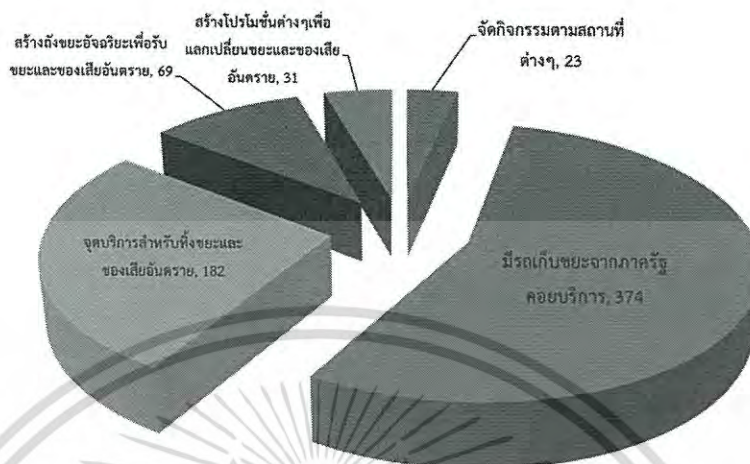 สร้างโปรโมชั่นต่างๆเพื่อ
แลกเปลี่ยนขยะและของเสีย
อันตราย, 31
จัดกิจกรรมตามสถานที่
ต่างๆ, 23
สร้างถังขยะอัจฉริยะเพื่อรับ
ขยะและของเสียอันตราย, 69
จุดบริการสำหรับทิ้งขยะและ
ของเสียอันตราย, 182
มีรถเก็บขยะจากภาครัฐ
คอยบริการ, 374